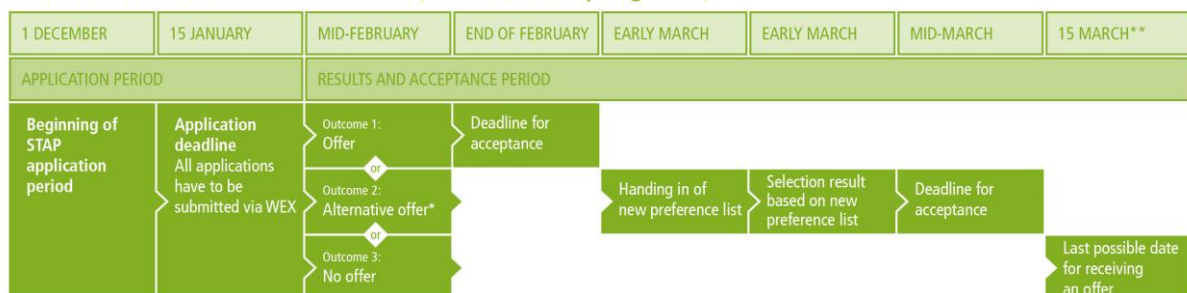 1 DECEMBER
15 JANUARY
MID-FEBRUARY
END OF FEBRUARY
EARLY MARCH
EARLY MARCH
MID-MARCH
15 MARCH**
APPLICATION PERIOD
RESULTS AND ACCEPTANCE PERIOD
Beginning of
STAP
application
period
Application
deadline
All applications
have to be
submitted via WEX
Outcome 1:
Offer
or
Outcome 2:
Alternative offer*
or
Outcome 3:
No offer
Deadline for
acceptance
Handing in of
new preference list
Selection result
based on new
preference list
Deadline for
acceptance
Last possible date
for receiving
an offer